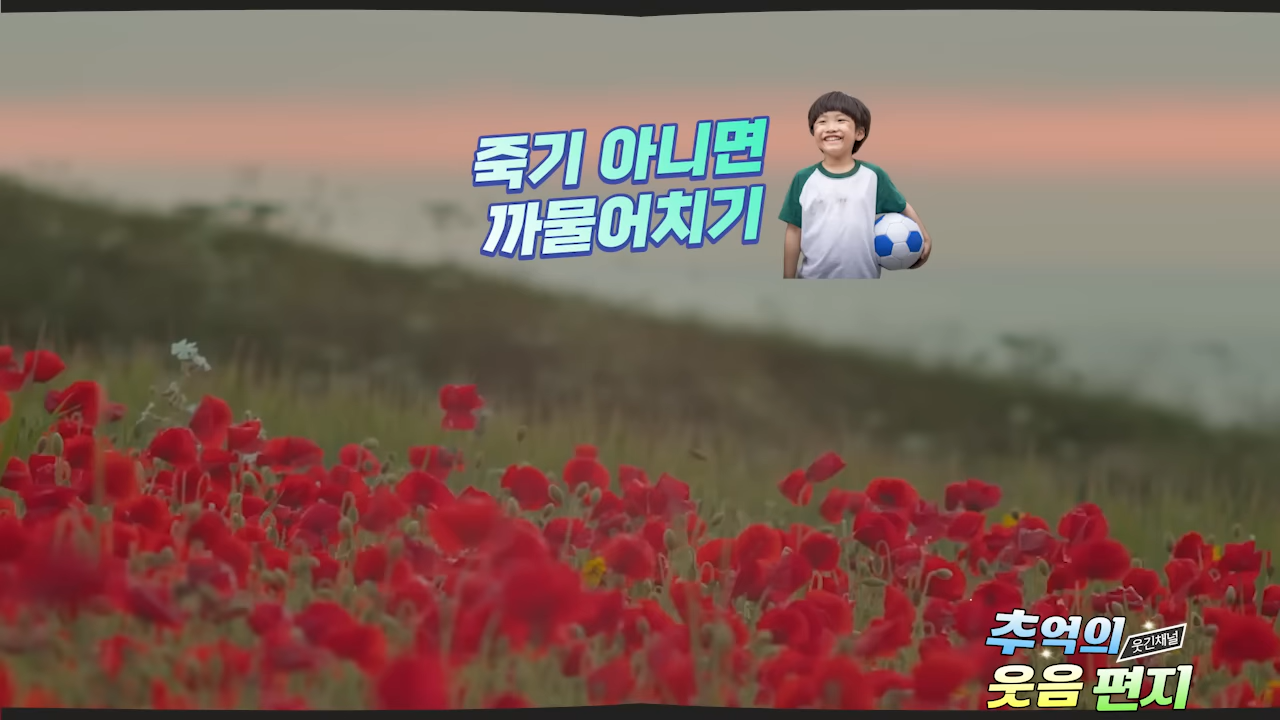 죽기 아니면
까물어치기
추억의
웃긴채널
웃음 편지